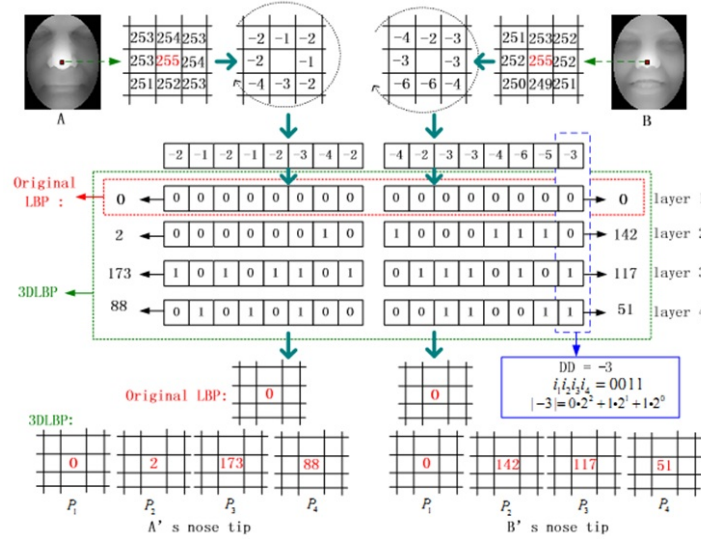 253 254 253 -2 -1 -2 -4 -2 -3 251 253 252
253 255 254 -2 -1 -3 -3 252 255 252
251 252 253 -4 -3 -2 -6 -6 -4 250 249 251
A B
-2 -1 -2 -1 -2 -3 -4 -2 -4 -2 -3 -3 -4 -6 -5 -3
Original
LBP :
0 0 0 0 0 0 0 0 0 0 0 0 0 0 0 0 0 0 layer
2 0 0 0 0 0 0 1 0 1 0 0 0 1 1 1 0 142 layer
173 1 0 1 0 1 1 0 1 0 1 1 1 0 1 0 1 117 layer
3DLBP
88 0 1 0 1 1 0 0 0 0 0 1 1 0 0 1 1 51 layer
DD = -3
i₁i₂i₃i₄ = 0011
|-3|= 0•2² + 1•2¹ + 1•2⁰
Original LBP: 0 0
3DLBP:
0 2 173 88 0 142 117 51
P₁ P₂ P₃ P₄ P₁ P₂ P₃ P₄
A' s nose tip B' s nose tip